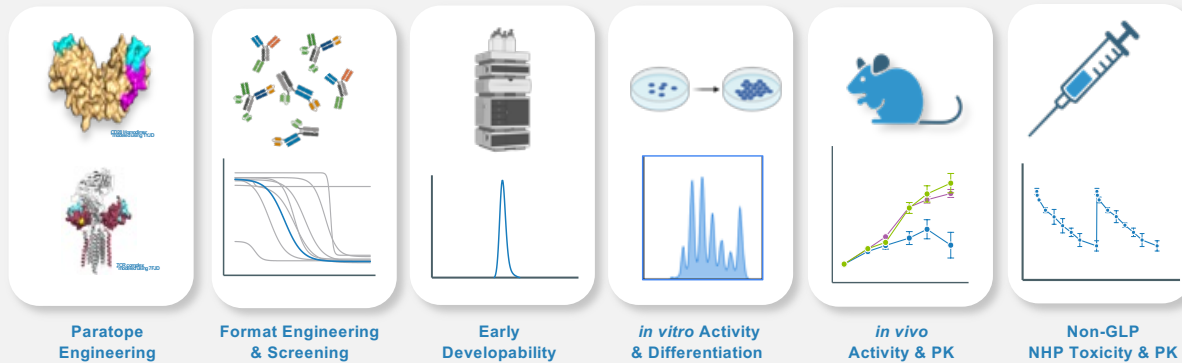 Paratope
Engineering
Format Engineering
& Screening
Early
Developability
in vitro Activity
& Differentiation
in vivo
Activity & PK
Non-GLP
NHP Toxicity & PK